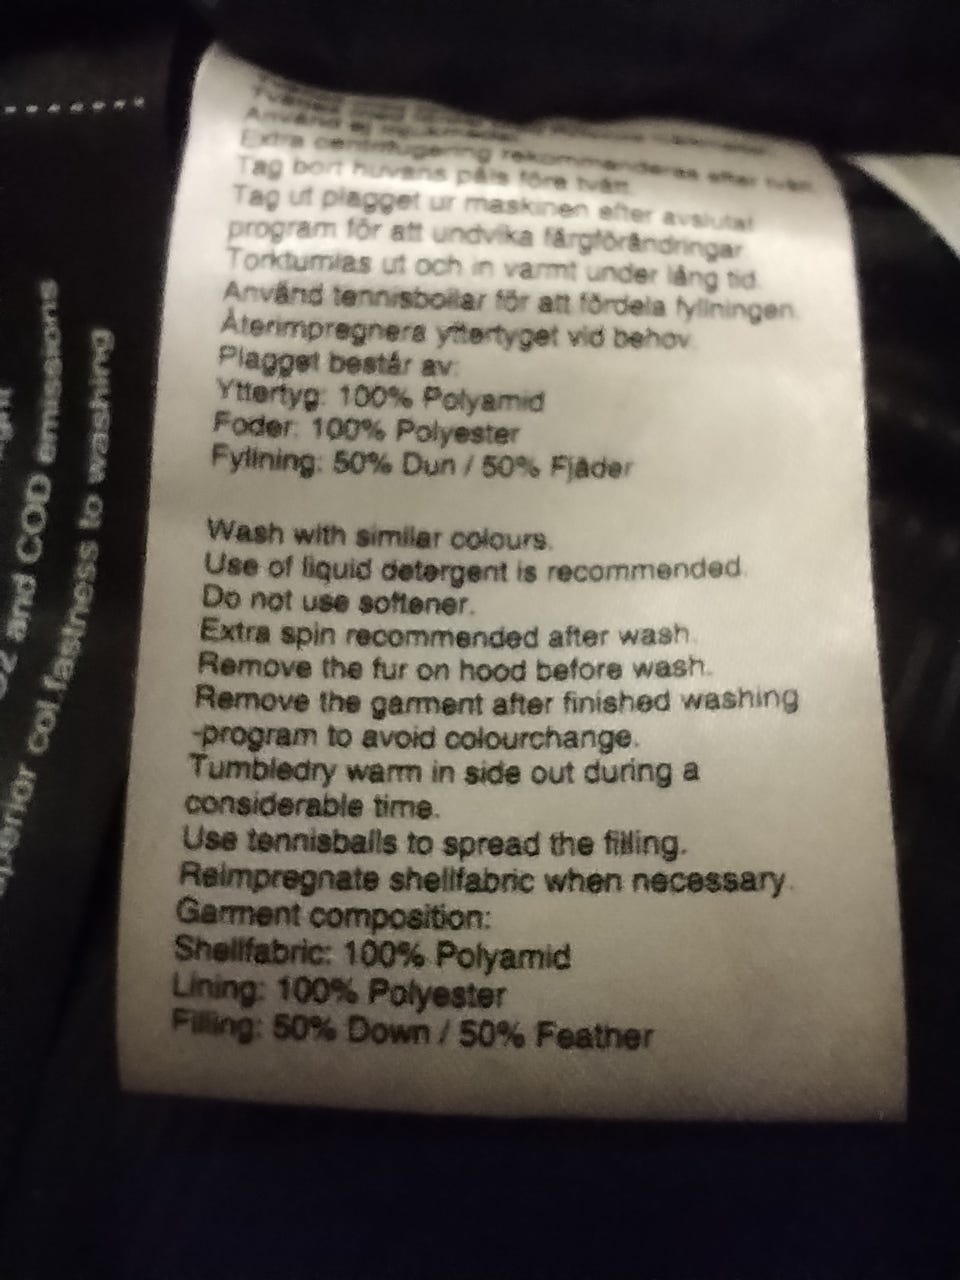 Extra centrifugering rekommenderas efter tvätt.
Tag bort huvans päls före tvätt.
Tag ut plagget ur maskinen efter avslutat
program för att undvika färgförändringar.
Torktumlas ut och in varmt under lång tid.
Använd tennisbollar för att fördela fyllningen.
Återimpregnera yttertyget vid behov.
Plagget består av:
Yttertyg: 100% Polyamid
Foder: 100% Polyester
Fyllning: 50% Dun / 50% Fjäder
Wash with similar colours.
Use of liquid detergent is recommended.
Do not use softener.
Extra spin recommended after wash.
Remove the fur on hood before wash.
Remove the garment after finished washing
-program to avoid colourchange.
Tumbledry warm in side out during a
considerable time.
Use tennisballs to spread the filling.
Reimpregnate shellfabric when necessary.
Garment composition:
Shellfabric: 100% Polyamid
Lining: 100% Polyester
Filling: 50% Down / 50% Feather
and COD emissions
fastness to washing